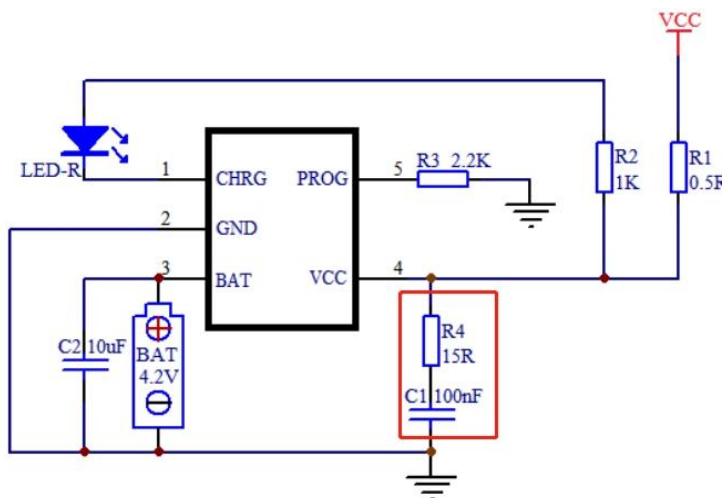 VCC
LED-R
1
CHRG
PROG
5
R3 2.2K
R2
1K
R1
0.5R
2
GND
3
BAT
VCC
4
C2 10uF
BAT
4.2V
R4
15R
C1 100nF